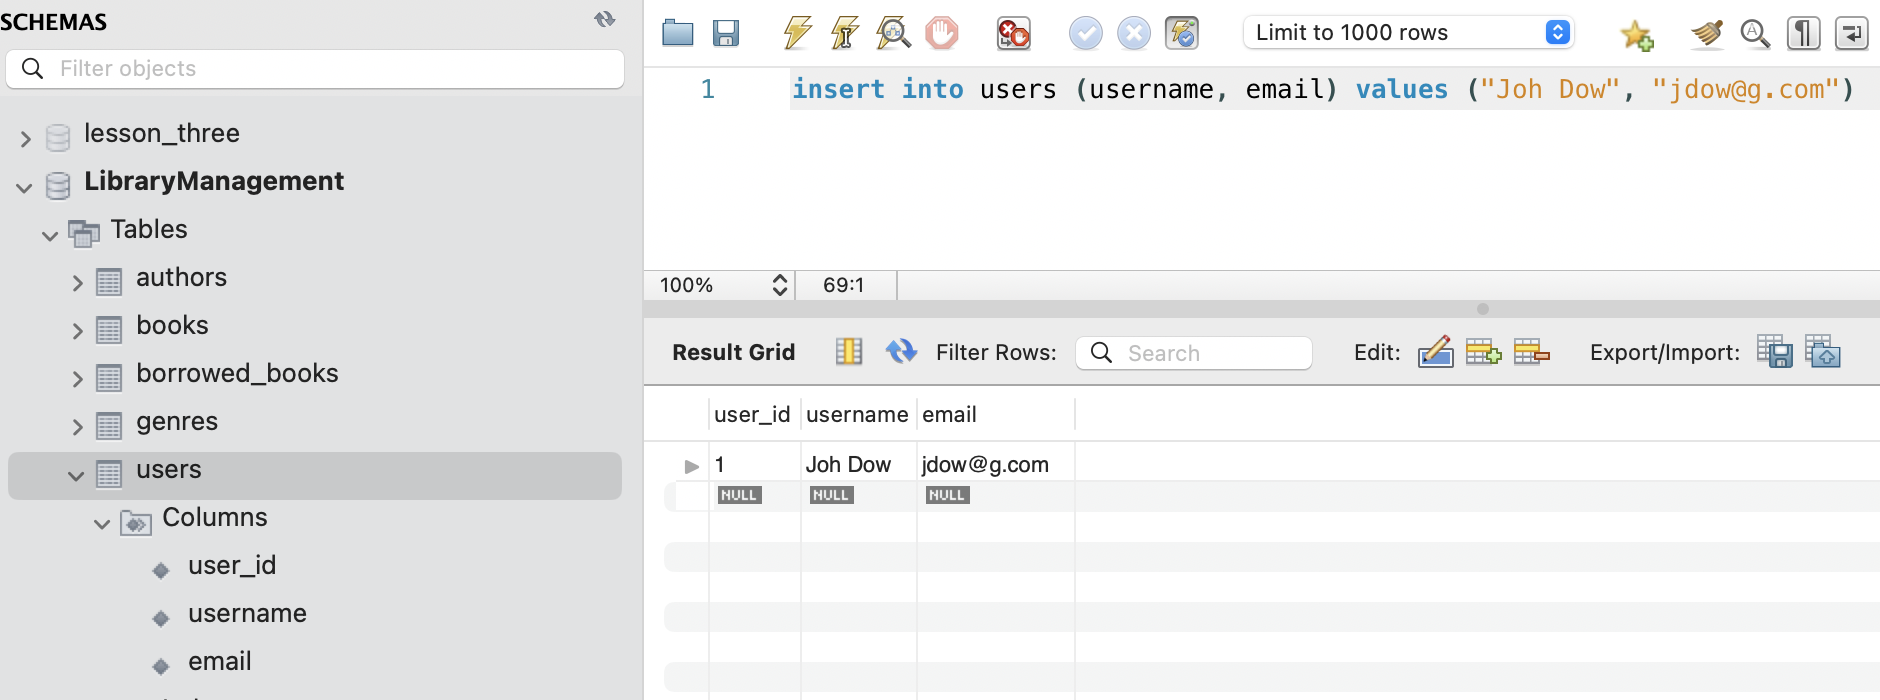 SCHEMAS
Filter objects
lesson_three
LibraryManagement
Tables
authors
books
borrowed_books
genres
users
Columns
user_id
username
email
Limit to 1000 rows
1 insert into users (username, email) values ("Joh Dow", "jdow@g.com")
100% 69:1
Result Grid Filter Rows: Search Edit: Export/Import:
user_id username email
1 Joh Dow jdow@g.com
NULL NULL NULL